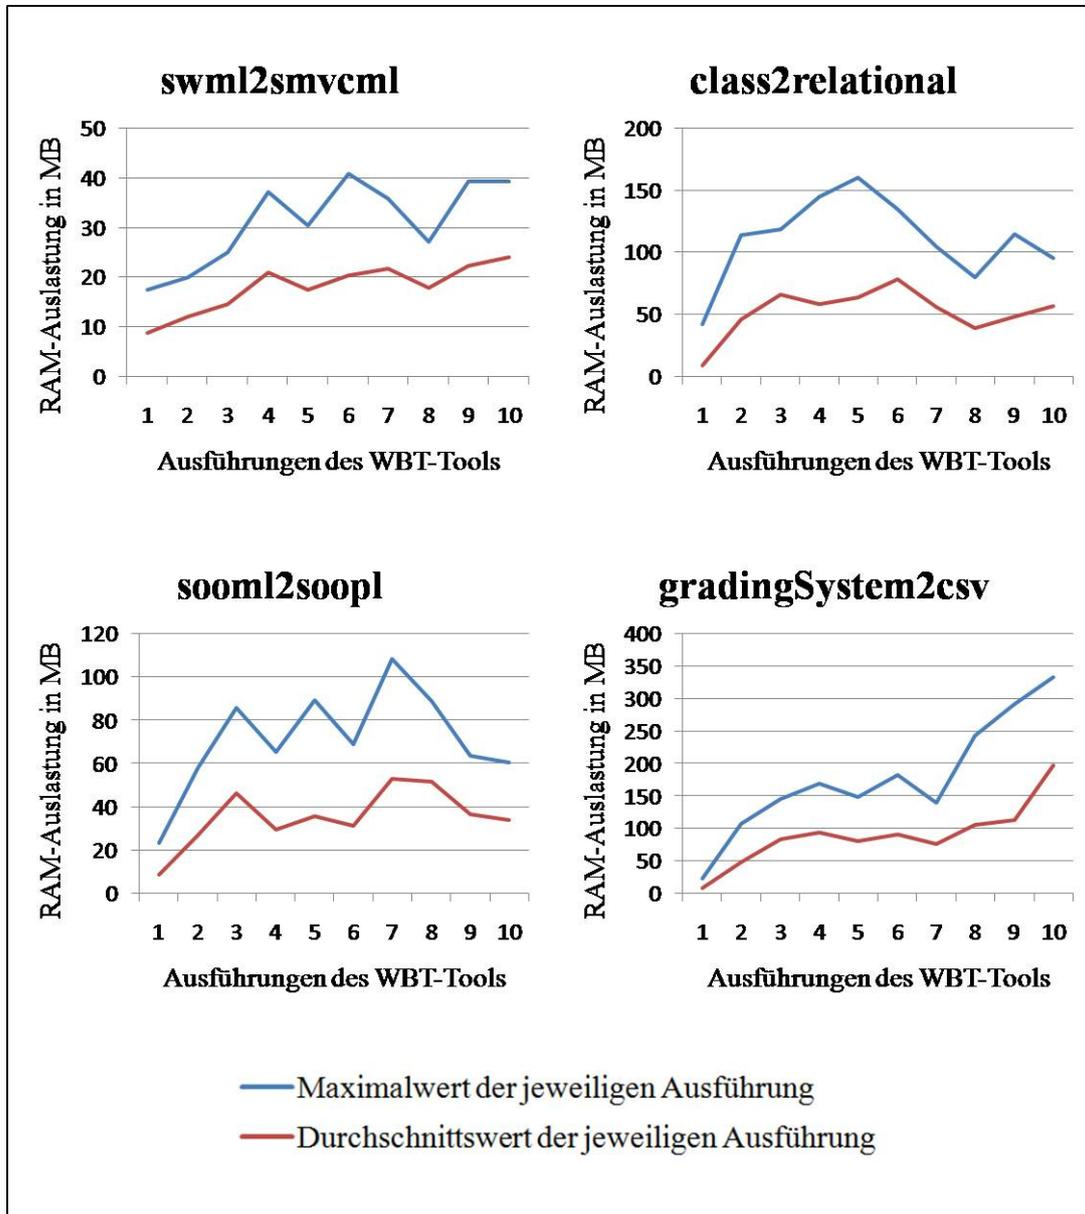 swml2smvcml
RAM-Auslastung in MB
50
40
30
20
10
0
1 2 3 4 5 6 7 8 9 10
Ausführungen des WBT-Tools
class2relational
RAM-Auslastung in MB
200
150
100
50
0
1 2 3 4 5 6 7 8 9 10
Ausführungen des WBT-Tools
sooml2soopl
RAM-Auslastung in MB
120
100
80
60
40
20
0
1 2 3 4 5 6 7 8 9 10
Ausführungen des WBT-Tools
gradingSystem2csv
RAM-Auslastung in MB
400
350
300
250
200
150
100
50
0
1 2 3 4 5 6 7 8 9 10
Ausführungen des WBT-Tools
Maximalwert der jeweiligen Ausführung
Durchschnittswert der jeweiligen Ausführung